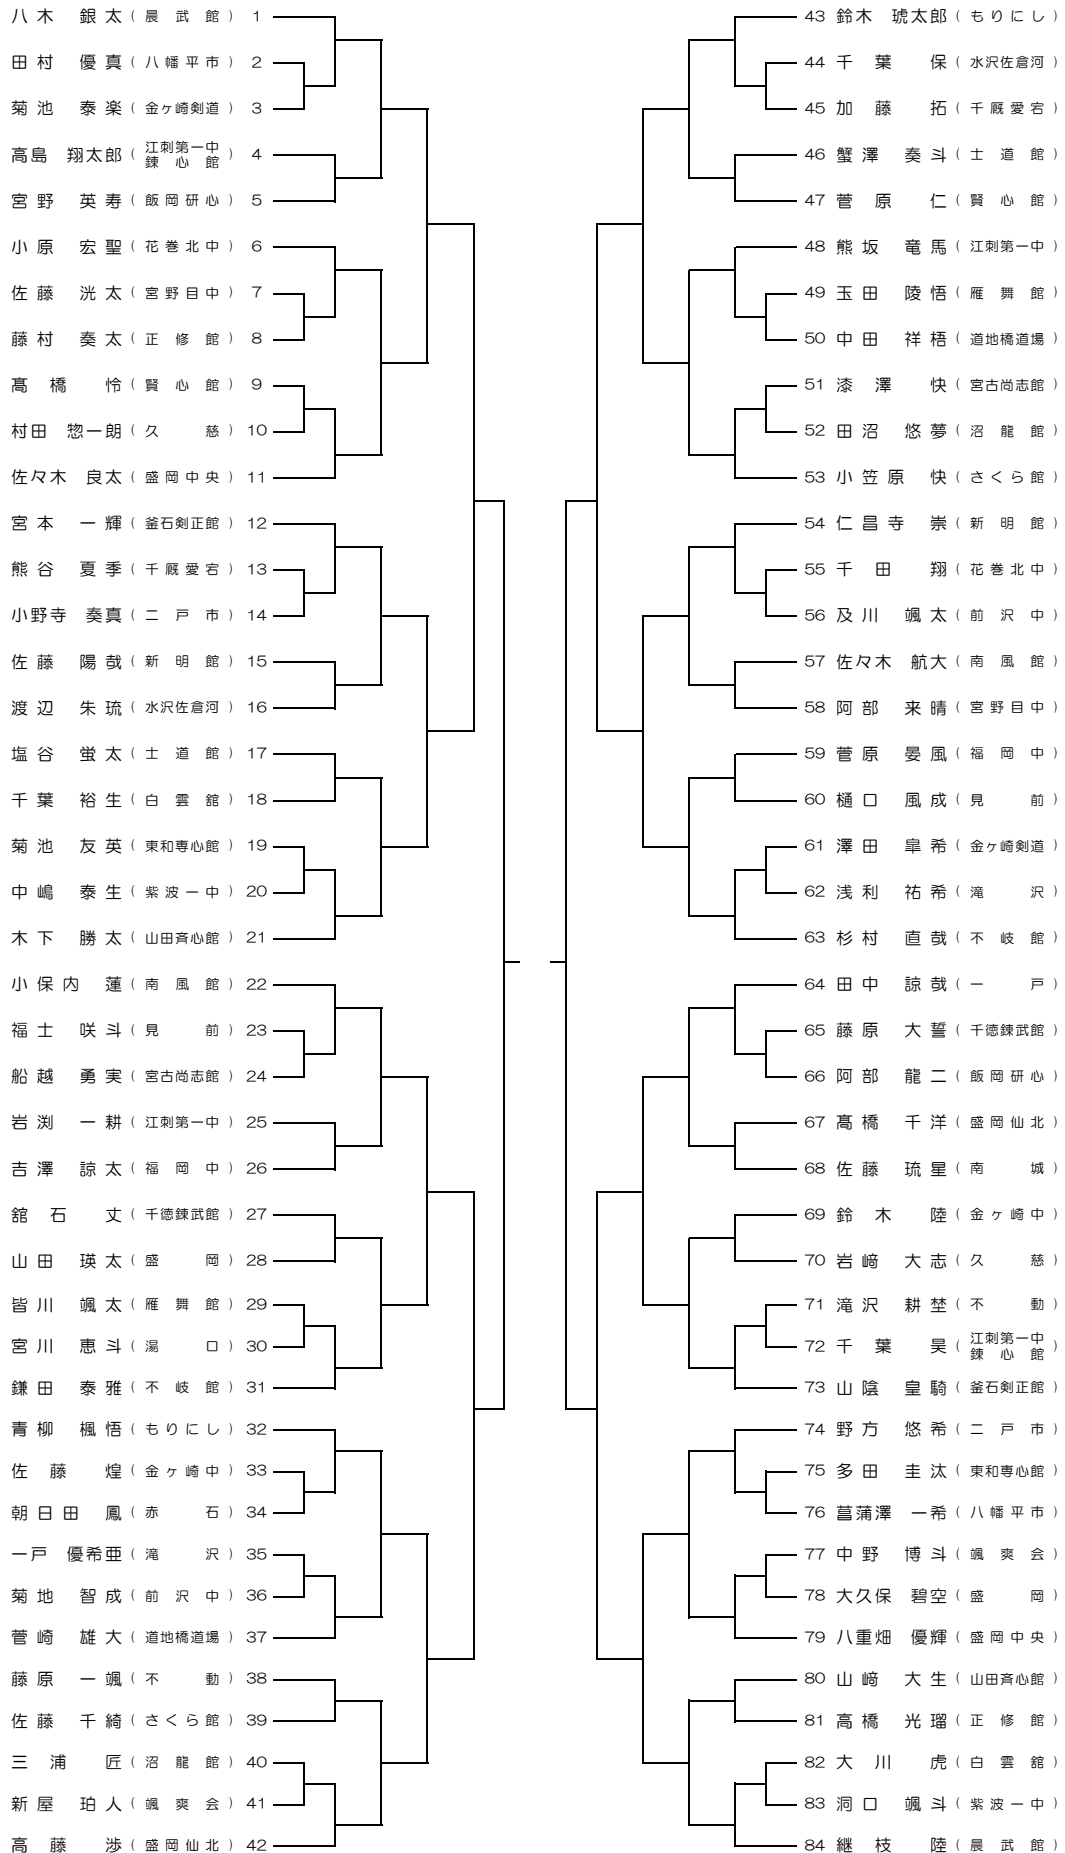 八木 銀太（晨武館） 1
田村 優真（八幡平市） 2
菊池 泰楽（金ヶ崎剣道） 3
高島 翔太郎（江刺第一中 錬心館） 4
宮野 英寿（飯岡研心） 5
小原 宏聖（花巻北中） 6
佐藤 洸太（宮野目中） 7
藤村 奏太（正修館） 8
髙橋 怜（賢心館） 9
村田 惣一朗（久慈） 10
佐々木 良太（盛岡中央） 11
宮本 一輝（釜石剣正館） 12
熊谷 夏季（千厩愛宕） 13
小野寺 奏真（二戸市） 14
佐藤 陽哉（新明館） 15
渡辺 朱琉（水沢佐倉河） 16
塩谷 蛍太（士道館） 17
千葉 裕生（白雲舘） 18
菊池 友英（東和専心館） 19
中嶋 泰生（紫波一中） 20
木下 勝太（山田斉心館） 21
小保内 蓮（南風館） 22
福士 咲斗（見前） 23
船越 勇実（宮古尚志館） 24
岩渕 一耕（江刺第一中） 25
吉澤 諒太（福岡中） 26
舘石 丈（千徳錬武館） 27
山田 瑛太（盛岡） 28
皆川 颯太（雁舞館） 29
宮川 恵斗（湯口） 30
鎌田 泰雅（不岐館） 31
青柳 楓悟（もりにし） 32
佐藤 煌（金ヶ崎中） 33
朝日田 鳳（赤石） 34
一戸 優希亜（滝沢） 35
菊地 智成（前沢中） 36
菅崎 雄大（道地橋道場） 37
藤原 一颯（不動） 38
佐藤 千綺（さくら館） 39
三浦 匠（沼龍館） 40
新屋 珀人（颯爽会） 41
高藤 渉（盛岡仙北） 42
43 鈴木 琥太郎（もりにし）
44 千葉 保（水沢佐倉河）
45 加藤 拓（千厩愛宕）
46 蟹澤 奏斗（士道館）
47 菅原 仁（賢心館）
48 熊坂 竜馬（江刺第一中）
49 玉田 陵悟（雁舞館）
50 中田 祥梧（道地橋道場）
51 漆澤 快（宮古尚志館）
52 田沼 悠夢（沼龍館）
53 小笠原 快（さくら館）
54 仁昌寺 崇（新明館）
55 千田 翔（花巻北中）
56 及川 颯太（前沢中）
57 佐々木 航大（南風館）
58 阿部 来晴（宮野目中）
59 菅原 晏風（福岡中）
60 樋口 風成（見前）
61 澤田 皐希（金ヶ崎剣道）
62 浅利 祐希（滝沢）
63 杉村 直哉（不岐館）
64 田中 諒哉（一戸）
65 藤原 大誓（千徳錬武館）
66 阿部 龍二（飯岡研心）
67 髙橋 千洋（盛岡仙北）
68 佐藤 琉星（南城）
69 鈴木 陸（金ヶ崎中）
70 岩﨑 大志（久慈）
71 滝沢 耕埜（不動）
72 千葉 昊（江刺第一中 錬心館）
73 山陰 皇騎（釜石剣正館）
74 野方 悠希（二戸市）
75 多田 圭汰（東和専心館）
76 菖蒲澤 一希（八幡平市）
77 中野 博斗（颯爽会）
78 大久保 碧空（盛岡）
79 八重畑 優輝（盛岡中央）
80 山﨑 大生（山田斉心館）
81 高橋 光瑠（正修館）
82 大川 虎（白雲舘）
83 洞口 颯斗（紫波一中）
84 継枝 陸（晨武館）